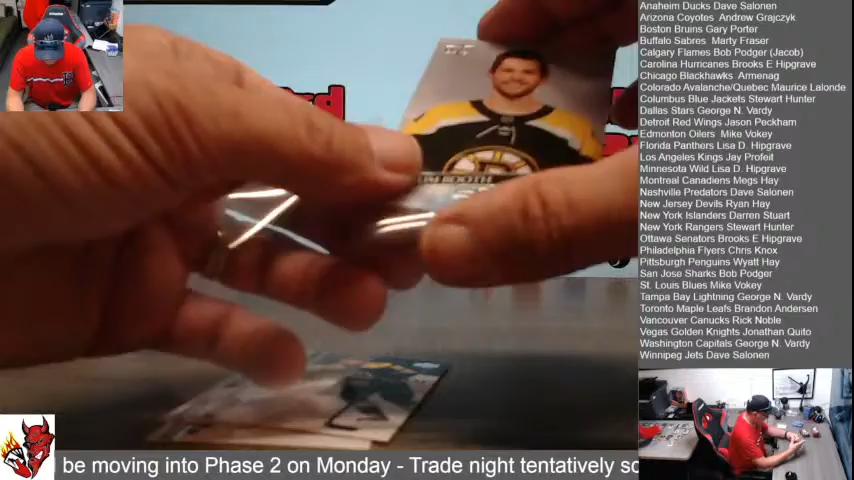 Anaheim Ducks Dave Salonen
Arizona Coyotes Andrew Grajczyk
Boston Bruins Gary Porter
Buffalo Sabres Marty Fraser
Calgary Flames Bob Podger (Jacob)
Carolina Hurricanes Brooks E Hipgrave
Chicago Blackhawks Armenag
Colorado Avalanche/Quebec Maurice Lalonde
Columbus Blue Jackets Stewart Hunter
Dallas Stars George N. Vardy
Detroit Red Wings Jason Peckham
Edmonton Oilers Mike Vokey
Florida Panthers Lisa D. Hipgrave
Los Angeles Kings Jay Profeit
Minnesota Wild Lisa D. Hipgrave
Montreal Canadiens Megs Hay
Nashville Predators Dave Salonen
New Jersey Devils Ryan Hay
New York Islanders Darren Stuart
New York Rangers Stewart Hunter
Ottawa Senators Brooks E Hipgrave
Philadelphia Flyers Chris Knox
Pittsburgh Penguins Wyatt Hay
San Jose Sharks Bob Podger
St. Louis Blues Mike Vokey
Tampa Bay Lightning George N. Vardy
Toronto Maple Leafs Brandon Andersen
Vancouver Canucks Rick Noble
Vegas Golden Knights Jonathan Quito
Washington Capitals George N. Vardy
Winnipeg Jets Dave Salonen
be moving into Phase 2 on Monday - Trade night tentatively sc